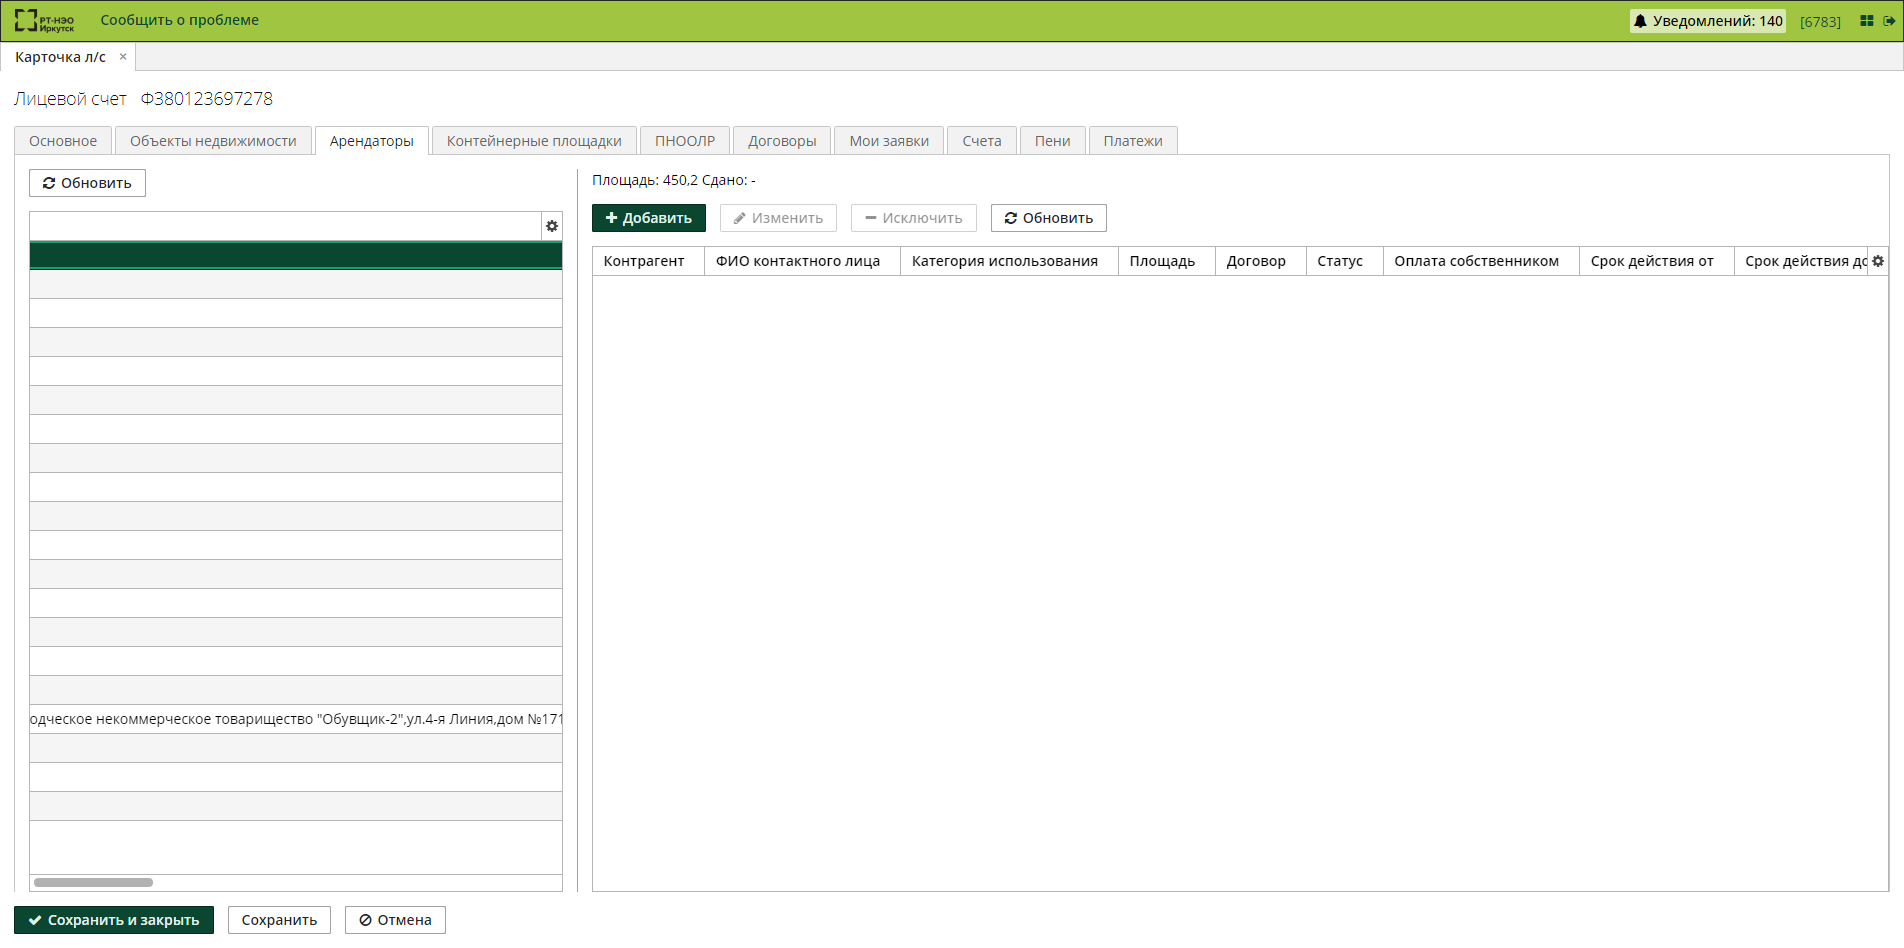 РТ-НЭО
Иркутск
Сообщить о проблеме
Уведомлений: 140
[6783]
Карточка л/с ×
Лицевой счет Ф380123697278
Основное
Объекты недвижимости
Арендаторы
Контейнерные площадки
ПНООЛР
Договоры
Мои заявки
Счета
Пени
Платежи
Обновить
Площадь: 450,2 Сдано: -
Добавить
Изменить
Исключить
Обновить
Контрагент
ФИО контактного лица
Категория использования
Площадь
Договор
Статус
Оплата собственником
Срок действия от
Срок действия до
одческое некоммерческое товарищество "Обувщик-2",ул.4-я Линия,дом №171
Сохранить и закрыть
Сохранить
Отмена